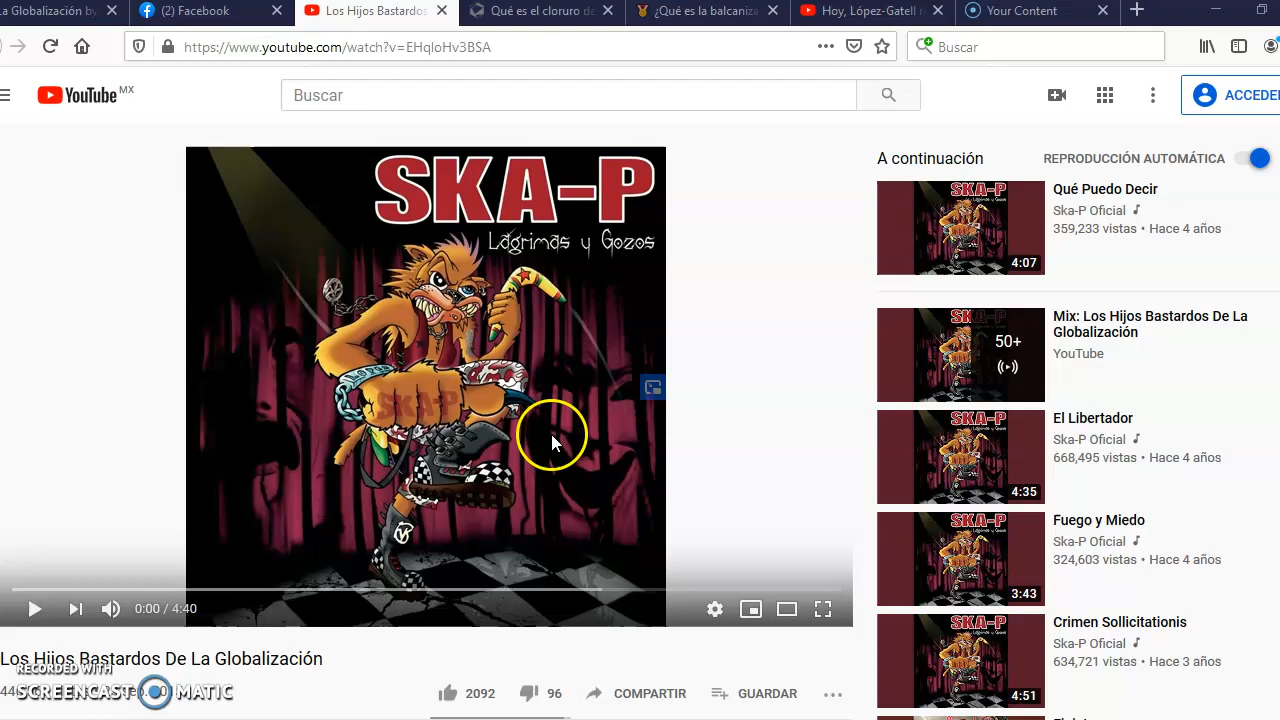 a Globalización by
(2) Facebook
Los Hijos Bastardos
Qué es el cloruro de
¿Qué es la balcaniza
Hoy, López-Gatell re
Your Content
https://www.youtube.com/watch?v=EHqloHv3BSA
Buscar
YouTube MX
Buscar
ACCEDER
SKA-P
Lágrimas y Gozos
SKAP
0:00 / 4:40
Los Hijos Bastardos De La Globalización
RECORDED WITH
SCREENCAST MATIC
2092
96
COMPARTIR
GUARDAR
A continuación
REPRODUCCIÓN AUTOMÁTICA
Qué Puedo Decir
Ska-P Oficial
359,233 vistas • Hace 4 años
4:07
Mix: Los Hijos Bastardos De La
Globalización
YouTube
50+
El Libertador
Ska-P Oficial
668,495 vistas • Hace 4 años
4:35
Fuego y Miedo
Ska-P Oficial
324,603 vistas • Hace 4 años
3:43
Crimen Sollicitationis
Ska-P Oficial
634,721 vistas • Hace 3 años
4:51